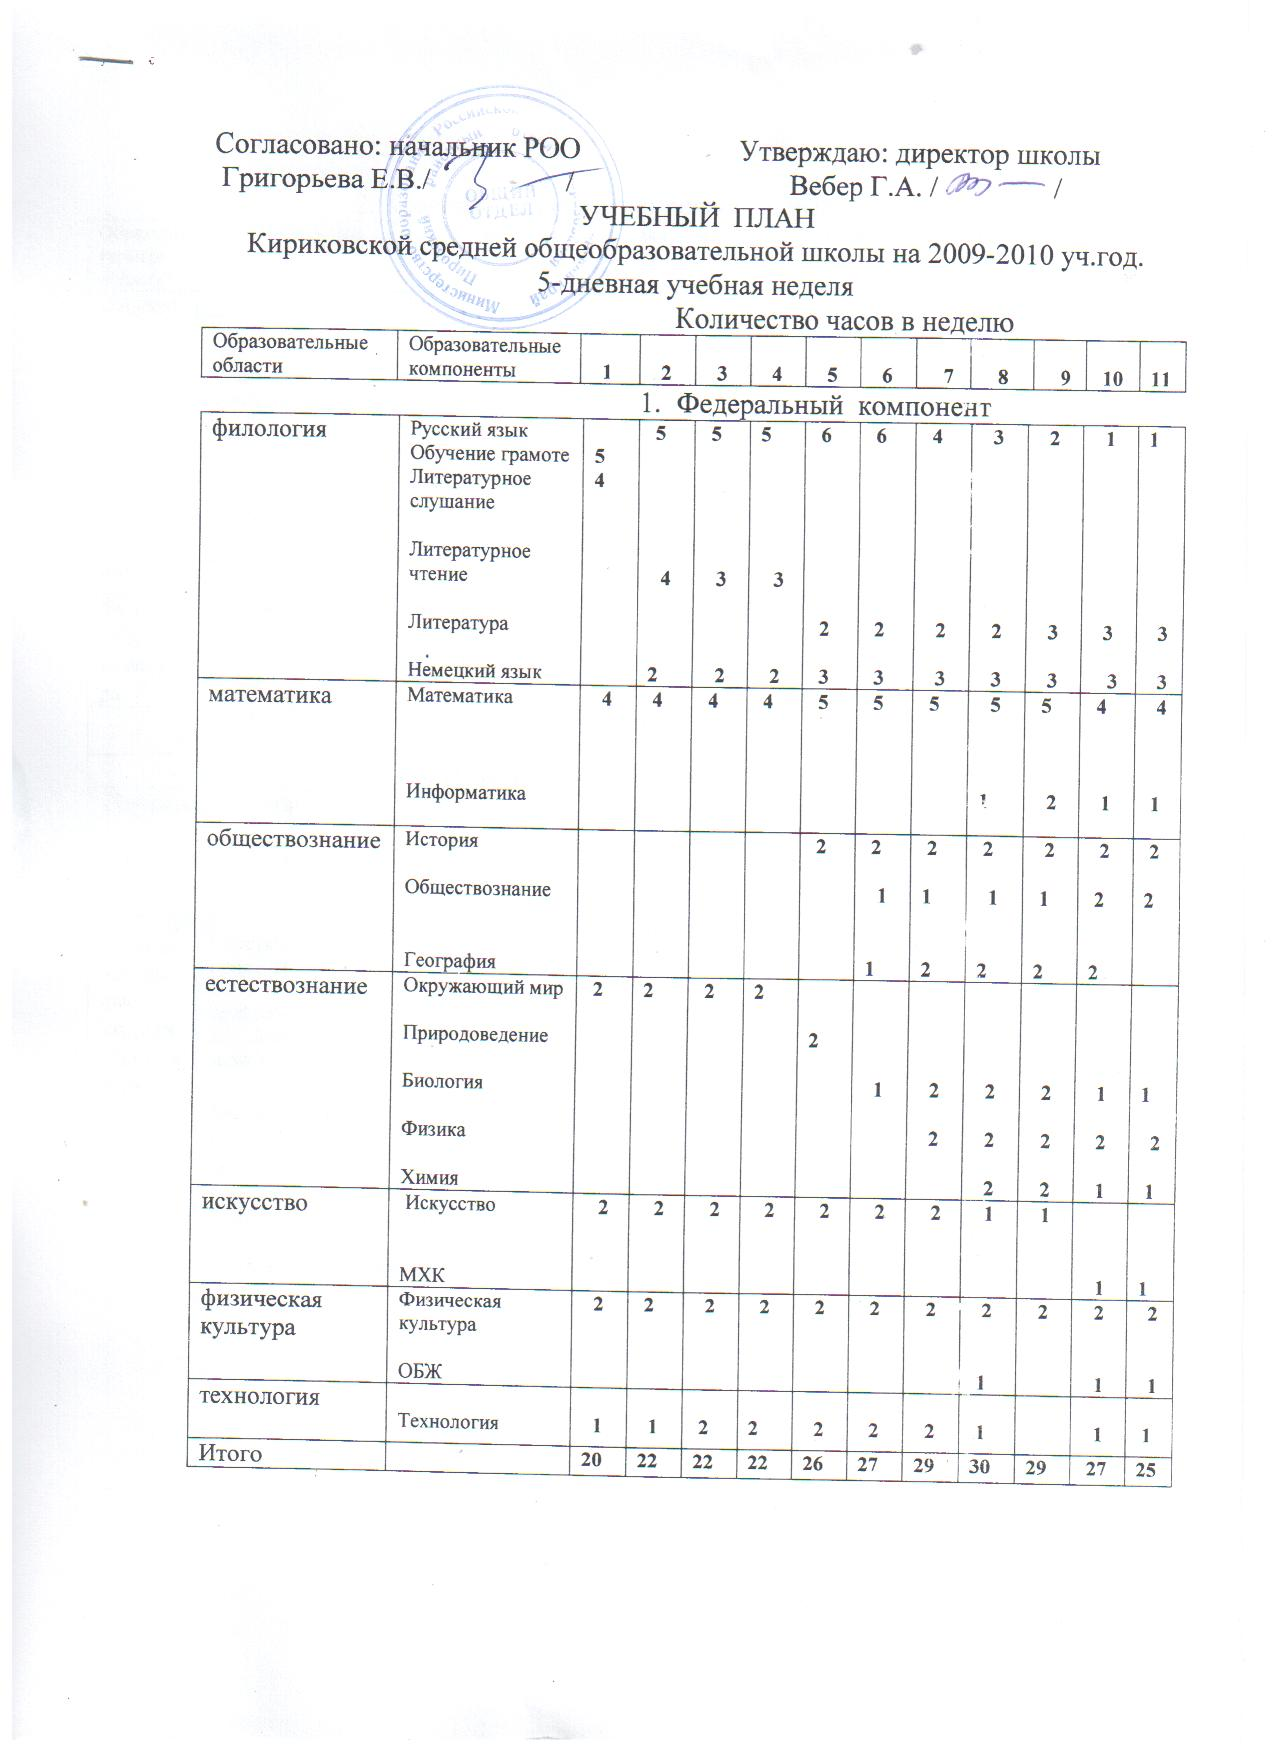 Согласовано: начальник РОО Утверждаю: директор школы
Григорьева Е.В./ / Вебер Г.А. / /
УЧЕБНЫЙ ПЛАН
Кириковской средней общеобразовательной школы на 2009-2010 уч.год.
5-дневная учебная неделя
Количество часов в неделю
Образовательные области Образовательные компоненты 1 2 3 4 5 6 7 8 9 10 11
1. Федеральный компонент
филология Русский язык 5 5 5 6 6 4 3 2 1 1
Обучение грамоте 5
Литературное 4
слушание
Литературное
чтение 4 3 3
Литература 2 2 2 2 3 3 3
Немецкий язык 2 2 2 3 3 3 3 3 3 3
математика Математика 4 4 4 4 5 5 5 5 5 4 4
Информатика 1 2 1 1
обществознание История 2 2 2 2 2 2 2
Обществознание 1 1 1 1 2 2
География 1 2 2 2 2
естествознание Окружающий мир 2 2 2 2
Природоведение 2
Биология 1 2 2 2 1 1
Физика 2 2 2 2 2
Химия 2 2 1 1
искусство Искусство 2 2 2 2 2 2 2 1 1
МХК 1 1
физическая Физическая 2 2 2 2 2 2 2 2 2 2 2
культура культура
ОБЖ 1 1 1
технология
Технология 1 1 2 2 2 2 2 1 1 1
Итого 20 22 22 22 26 27 29 30 29 27 25
ОБЩИЙ
ОТДЕЛ